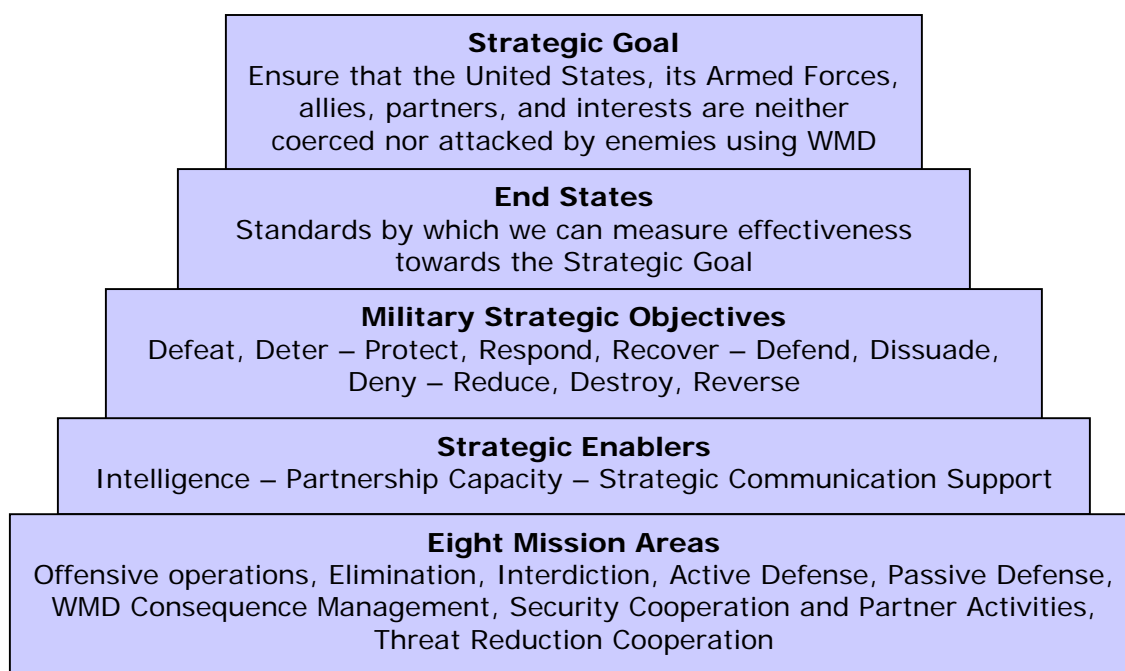 Strategic Goal
Ensure that the United States, its Armed Forces,
allies, partners, and interests are neither
coerced nor attacked by enemies using WMD
End States
Standards by which we can measure effectiveness
towards the Strategic Goal
Military Strategic Objectives
Defeat, Deter – Protect, Respond, Recover – Defend, Dissuade,
Deny – Reduce, Destroy, Reverse
Strategic Enablers
Intelligence – Partnership Capacity – Strategic Communication Support
Eight Mission Areas
Offensive operations, Elimination, Interdiction, Active Defense, Passive Defense,
WMD Consequence Management, Security Cooperation and Partner Activities,
Threat Reduction Cooperation